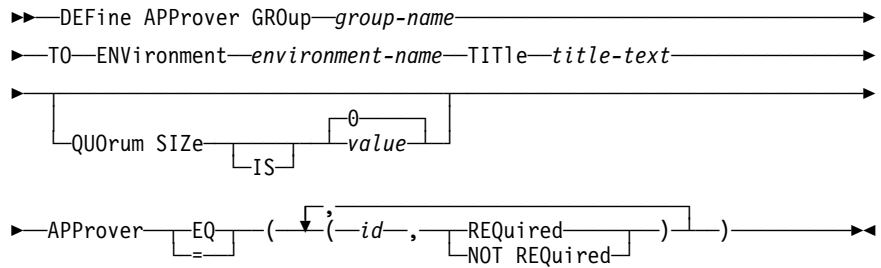 DEFine APProver GROup group-name
TO ENVironment environment-name TITle title-text
0
QUOrum SIZe value
IS
,
APProver EQ ( ( id , REQuired ) )
= NOT REQuired